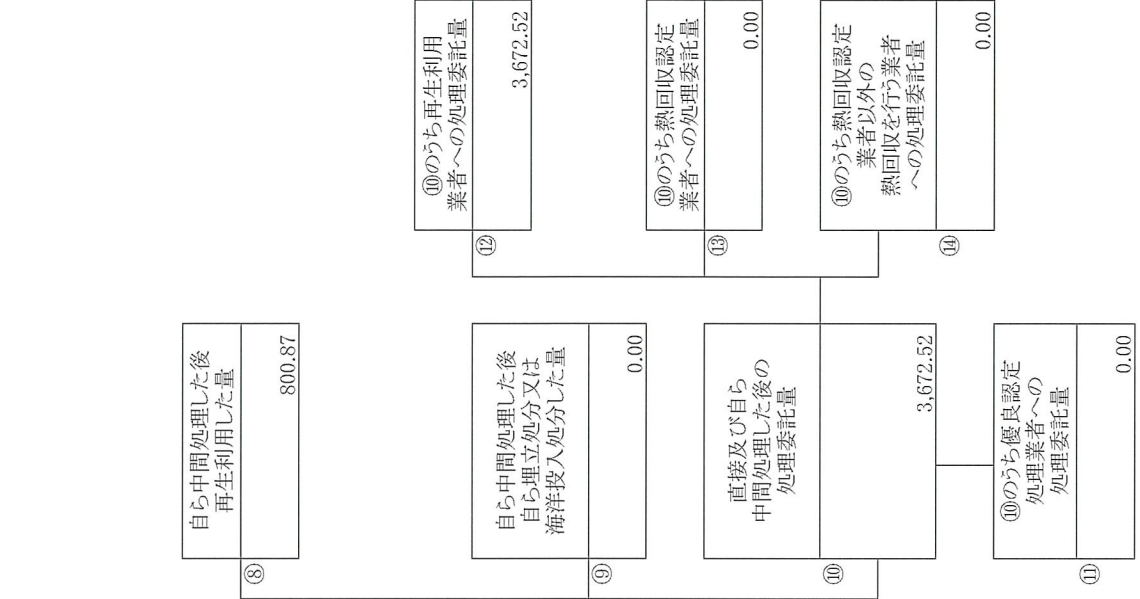 ⑧
自ら中間処理した後
再生利用した量
800.87
⑨
自ら中間処理した後
自ら埋立処分又は
海洋投入処分した量
0.00
⑩
直接及び自ら
中間処理した後の
処理委託量
3,672.52
⑪
⑩のうち優良認定
処理業者への
処理委託量
0.00
⑫
⑩のうち再生利用
業者への処理委託量
3,672.52
⑬
⑩のうち熱回収認定
業者への処理委託量
0.00
⑭
⑩のうち熱回収認定
業者以外の
熱回収を行う業者
への処理委託量
0.00